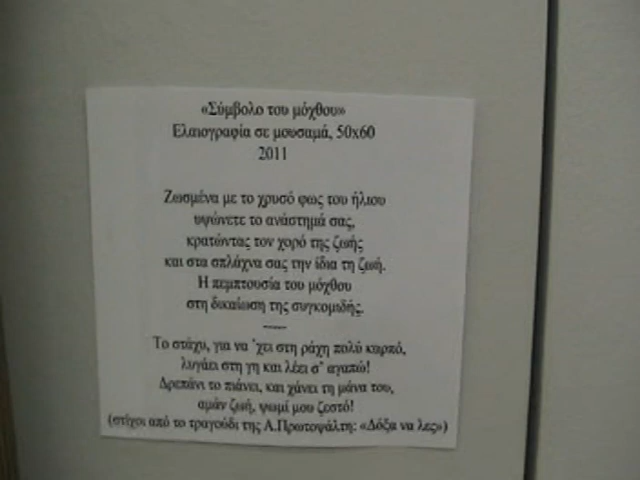 «Σύμβολο του μόχθου»
Ελαιογραφία σε μουσαμά, 50x60
2011
Ζωσμένα με το χρυσό φως του ήλιου
υψώνετε το ανάστημά σας,
κρατώντας τον χορό της ζωής
και στα σπλάχνα σας την ίδια τη ζωή.
Η πεμπτουσία του μόχθου
στη δικαίωση της συγκομιδής.
Το στάχυ, για να ΄χει στη ράχη πολύ καρπό,
λυγάει στη γη και λέει σ΄ αγαπώ!
Δρεπάνι το πιάνει, και χάνει τη μάνα του,
αμάν ζωή, ψωμί μου ζεστό!
(στίχοι από το τραγούδι της Α.Πρωτοψάλτη: «Δόξα να λες»)